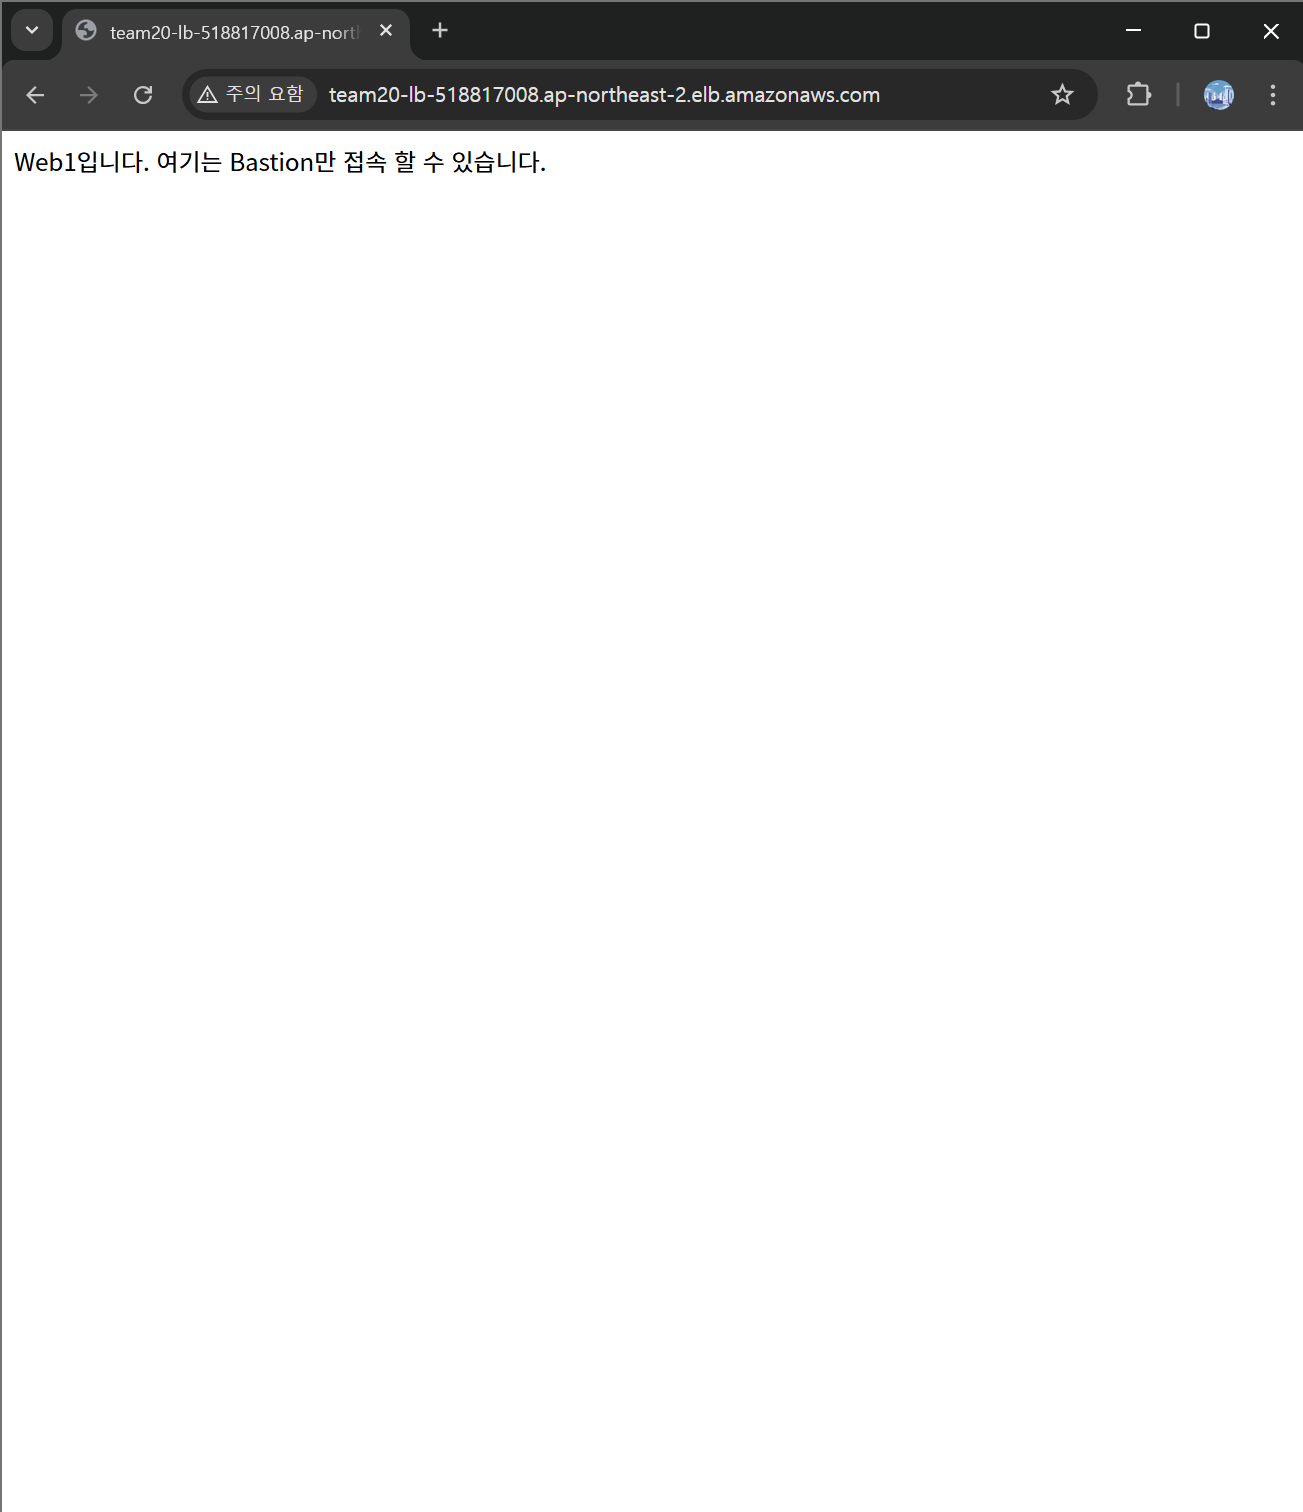 team20-lb-518817008.ap-nort
주의 요함 team20-lb-518817008.ap-northeast-2.elb.amazonaws.com
Web1입니다. 여기는 Bastion만 접속 할 수 있습니다.